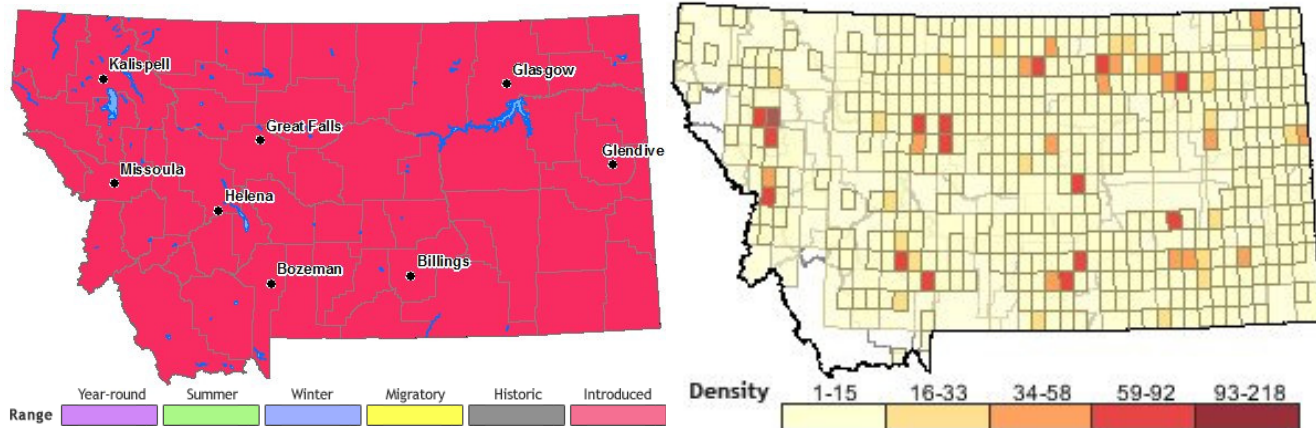 Kalispell
Glasgow
Great Falls
Glendive
Missoula
Helena
Billings
Bozeman
Range
Year-round
Summer
Winter
Migratory
Historic
Introduced
Density
1-15
16-33
34-58
59-92
93-218